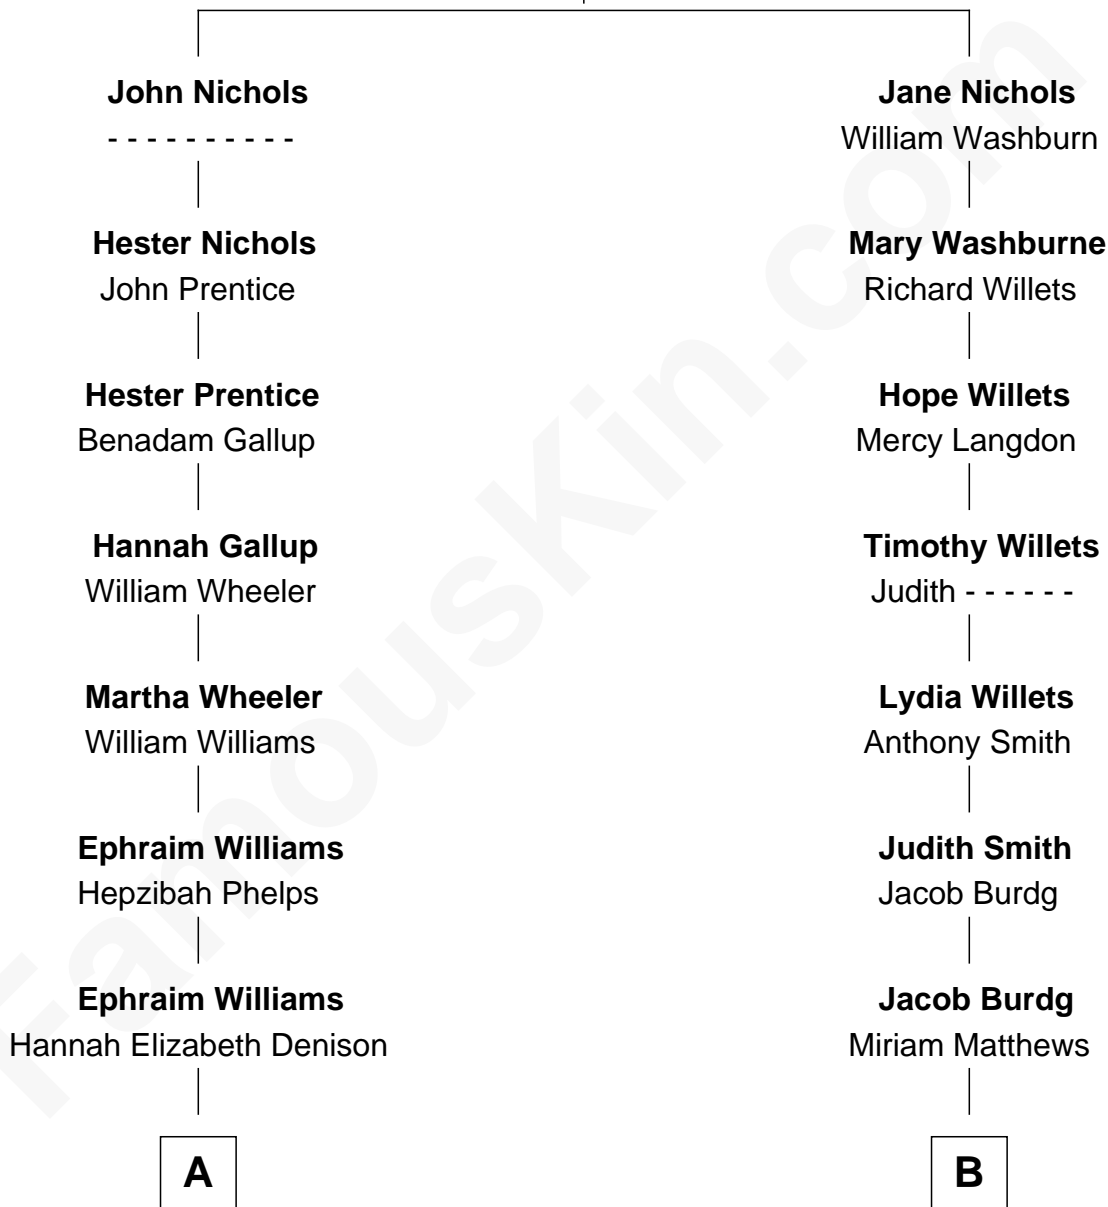 John Nichols
- - - - - - - - - -
Hester Nichols
John Prentice
Hester Prentice
Benadam Gallup
Hannah Gallup
William Wheeler
Martha Wheeler
William Williams
Ephraim Williams
Hepzibah Phelps
Ephraim Williams
Hannah Elizabeth Denison
A
Jane Nichols
William Washburn
Mary Washburne
Richard Willets
Hope Willets
Mercy Langdon
Timothy Willets
Judith - - - - - -
Lydia Willets
Anthony Smith
Judith Smith
Jacob Burdg
Jacob Burdg
Miriam Matthews
B
FamousKin.com